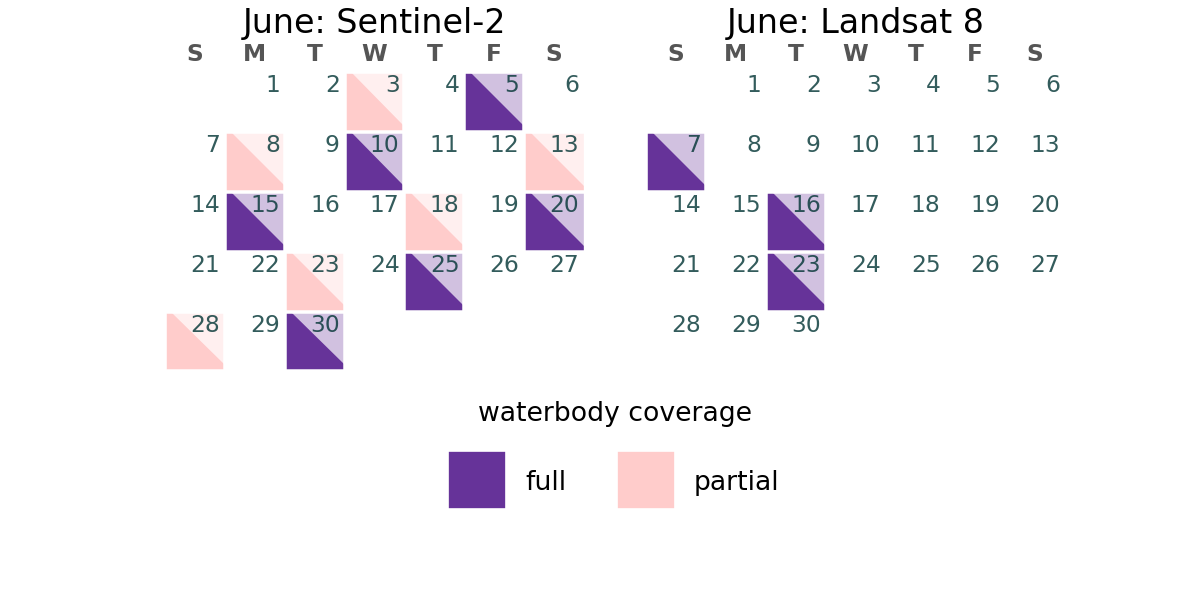 June: Sentinel-2
S M T W T F S
1 2 3 4 5 6
7 8 9 10 11 12 13
14 15 16 17 18 19 20
21 22 23 24 25 26 27
28 29 30
June: Landsat 8
S M T W T F S
1 2 3 4 5 6
7 8 9 10 11 12 13
14 15 16 17 18 19 20
21 22 23 24 25 26 27
28 29 30
waterbody coverage
full partial